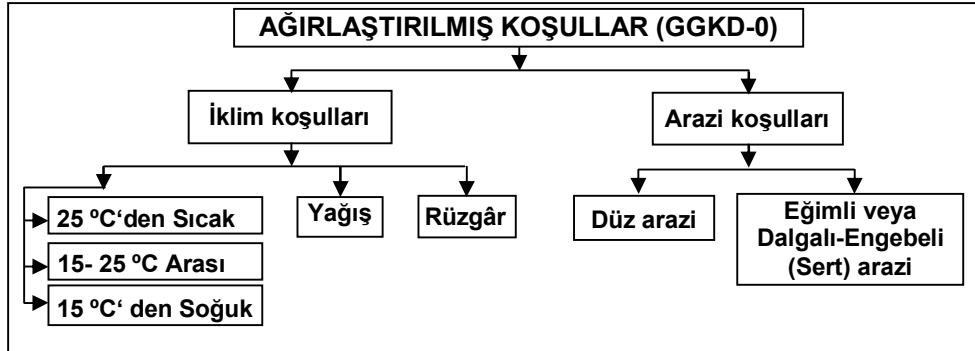 AĞIRLAŞTIRILMIŞ KOŞULLAR (GGKD-0)
İklim koşulları
Arazi koşulları
25 ºC‘den Sıcak
15- 25 ºC Arası
15 ºC‘ den Soğuk
Yağış
Rüzgâr
Düz arazi
Eğimli veya
Dalgalı-Engebeli
(Sert) arazi